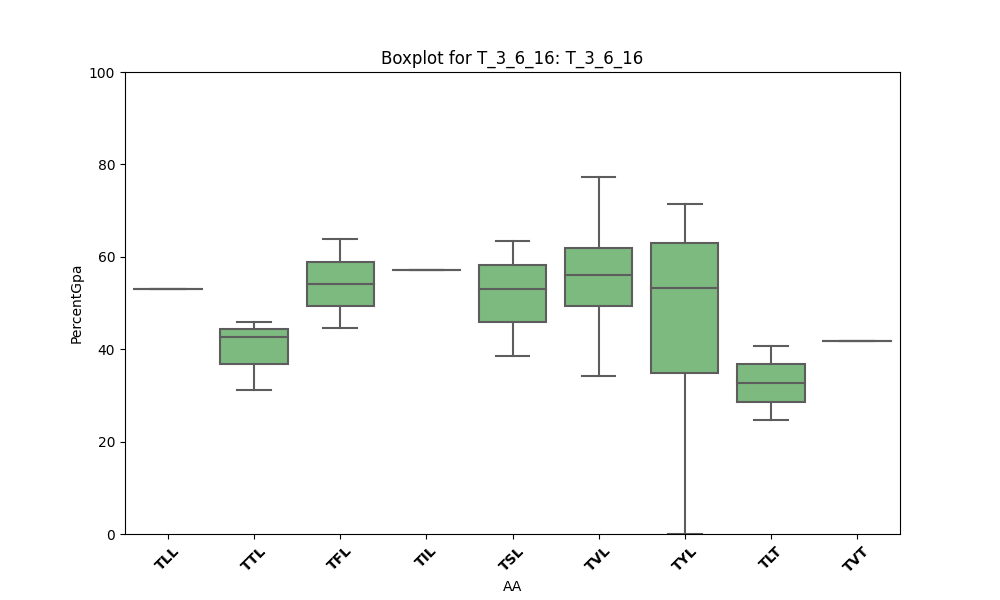 Boxplot for T_3_6_16: T_3_6_16
100
80
60
40
20
0
PercentGpa
TLL
TTL
TFL
TIL
TSL
TVL
TYL
TLT
TVT
AA